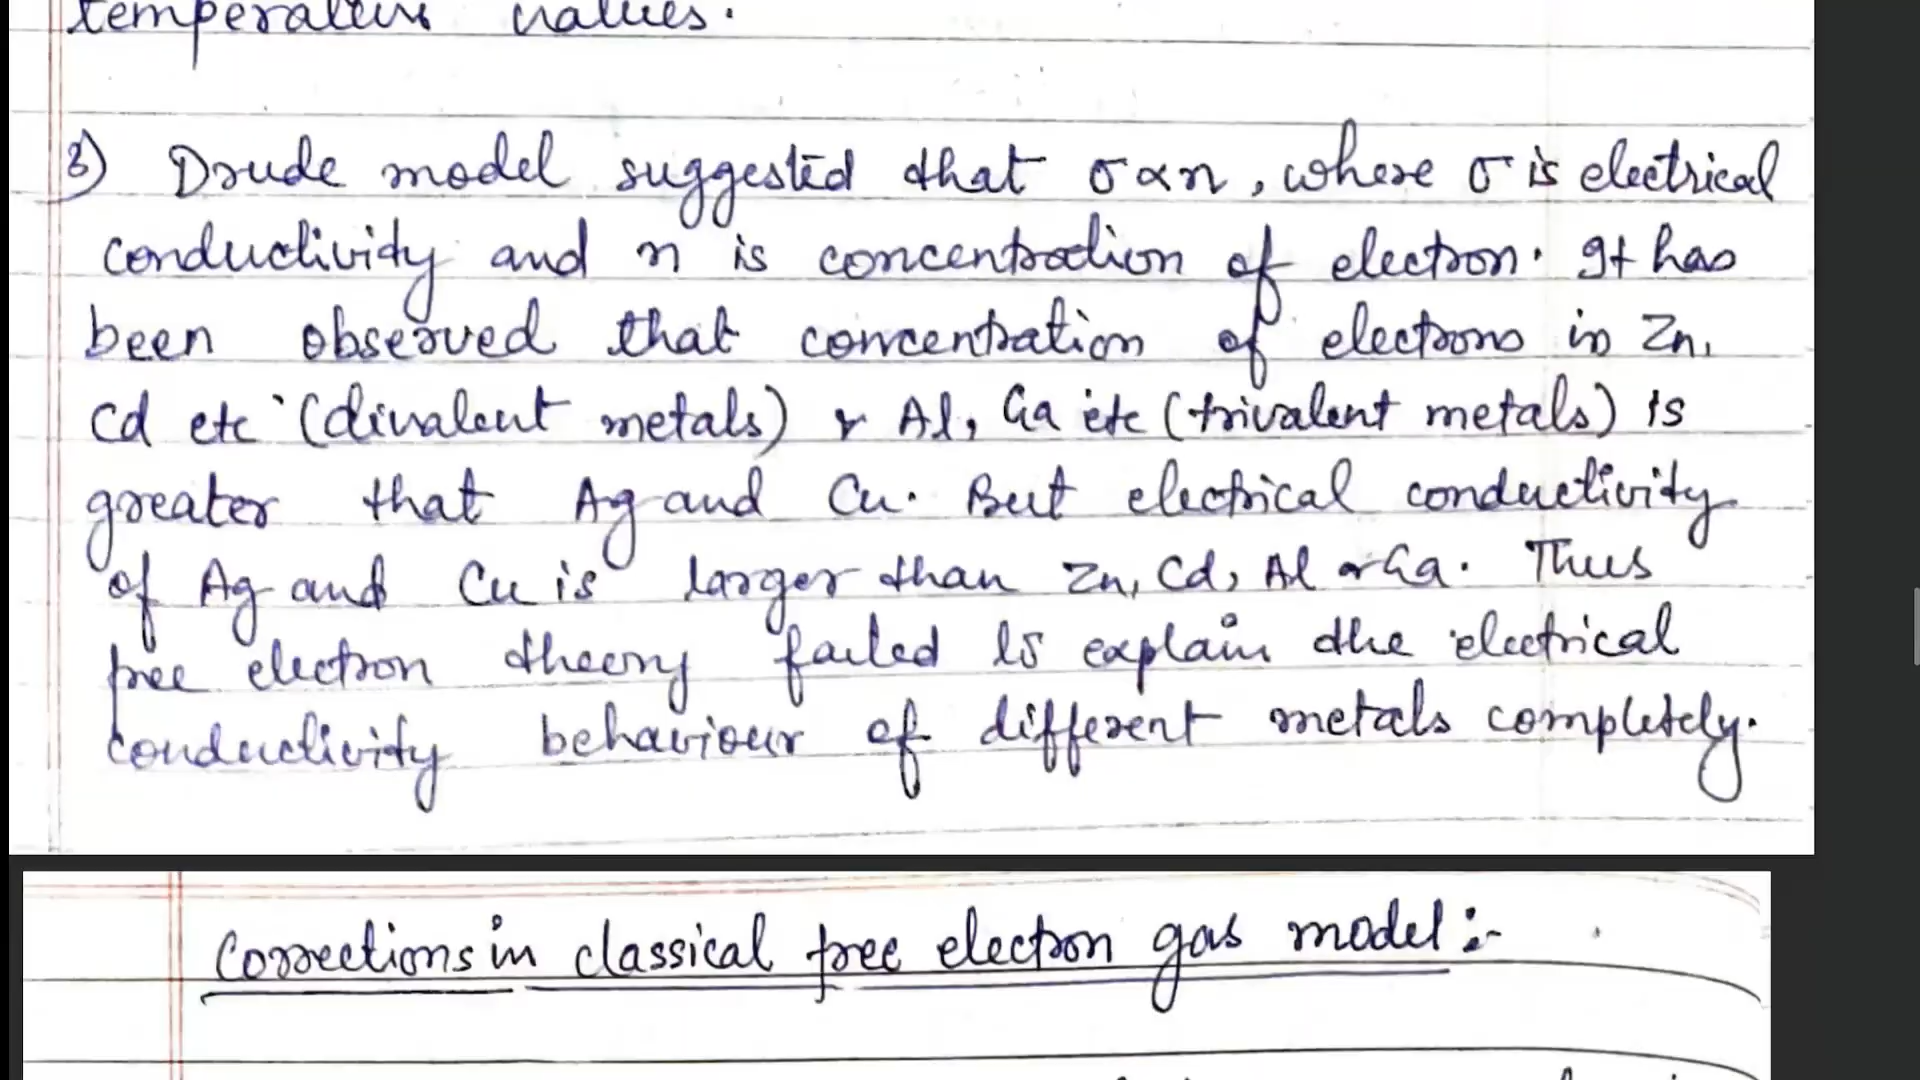 temperature values.
3) Drude model suggested that σ∝n, where σ is electrical
conductivity and n is concentration of electron. It has
been observed that concentration of electrons in Zn,
Cd etc (divalent metals) & Al, Ga etc (trivalent metals) is
greater that Ag and Cu. But electrical conductivity
of Ag and Cu is larger than Zn, Cd, Al or Ga. Thus
free electron theory failed to explain the electrical
conductivity behaviour of different metals completely.
Corrections in classical free electron gas model :-